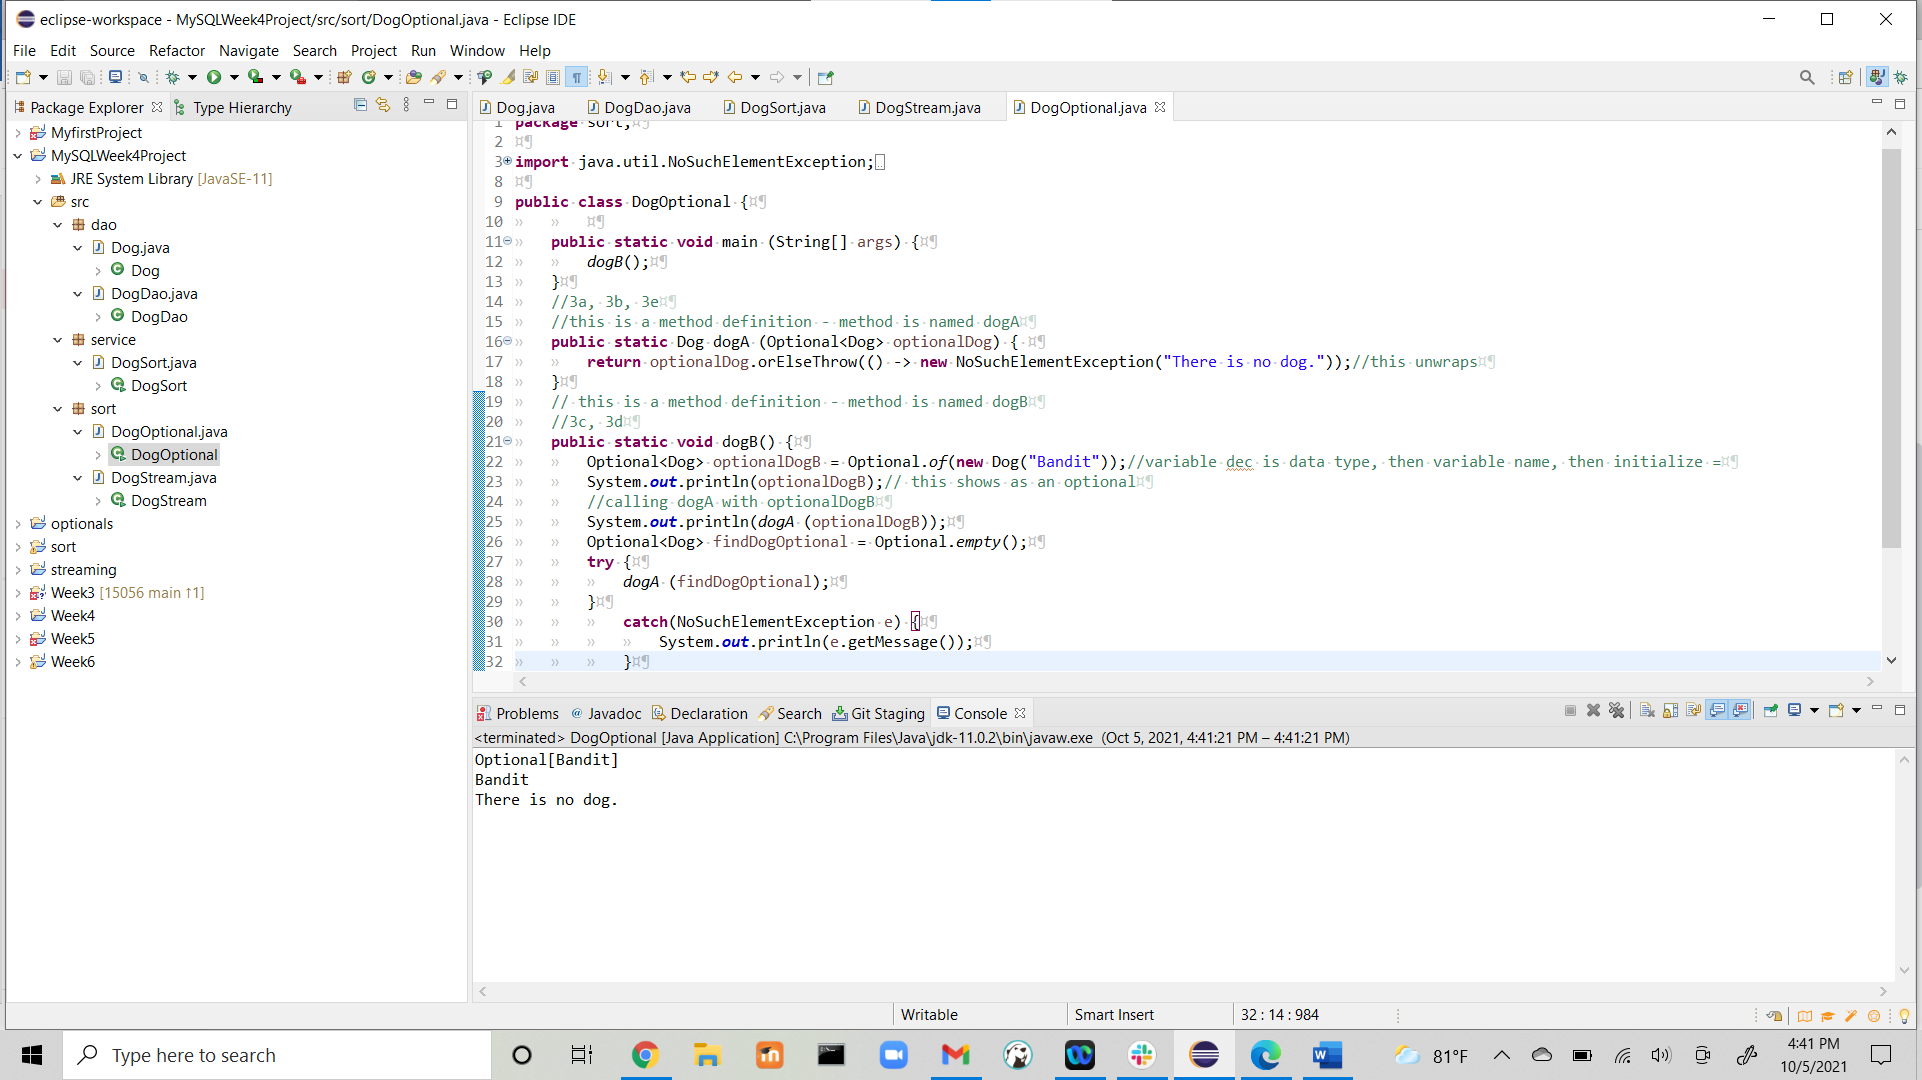 eclipse-workspace - MySQLWeek4Project/src/sort/DogOptional.java - Eclipse IDE
File Edit Source Refactor Navigate Search Project Run Window Help
Package Explorer Type Hierarchy
MyfirstProject
MySQLWeek4Project
JRE System Library [JavaSE-11]
src
dao
Dog.java
Dog
DogDao.java
DogDao
service
DogSort.java
DogSort
sort
DogOptional.java
DogOptional
DogStream.java
DogStream
optionals
sort
streaming
Week3 [15056 main ↑1]
Week4
Week5
Week6
Dog.java DogDao.java DogSort.java DogStream.java DogOptional.java
1 package sort;¤¶
2 ¤¶
3 import java.util.NoSuchElementException;
8 ¤¶
9 public class DogOptional {¤¶
10 » » ¤¶
11 » public static void main (String[] args) {¤¶
12 » » dogB();¤¶
13 » }¤¶
14 » //3a, 3b, 3e¤¶
15 » //this is a method definition - method is named dogA¤¶
16 » public static Dog dogA (Optional<Dog> optionalDog) { ¤¶
17 » » return optionalDog.orElseThrow(() -> new NoSuchElementException("There is no dog."));//this unwraps¤¶
18 » }¤¶
19 » // this is a method definition - method is named dogB¤¶
20 » //3c, 3d¤¶
21 » public static void dogB() {¤¶
22 » » Optional<Dog> optionalDogB = Optional.of(new Dog("Bandit"));//variable dec is data type, then variable name, then initialize =¤¶
23 » » System.out.println(optionalDogB);// this shows as an optional¤¶
24 » » //calling dogA with optionalDogB¤¶
25 » » System.out.println(dogA (optionalDogB));¤¶
26 » » Optional<Dog> findDogOptional = Optional.empty();¤¶
27 » » try {¤¶
28 » » » dogA (findDogOptional);¤¶
29 » » }¤¶
30 » » » catch(NoSuchElementException e) {¤¶
31 » » » » System.out.println(e.getMessage());¤¶
32 » » » }¤¶
Problems Javadoc Declaration Search Git Staging Console
<terminated> DogOptional [Java Application] C:\Program Files\Java\jdk-11.0.2\bin\javaw.exe (Oct 5, 2021, 4:41:21 PM – 4:41:21 PM)
Optional[Bandit]
Bandit
There is no dog.
Writable Smart Insert 32 : 14 : 984
Type here to search
81°F
4:41 PM
10/5/2021